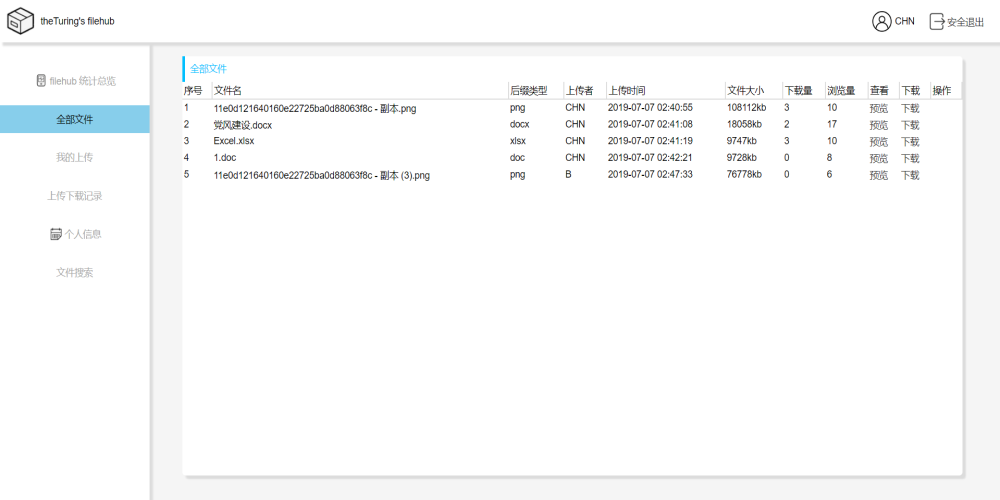 theTuring's filehub
CHN 安全退出
filehub 统计总览
全部文件
我的上传
上传下载记录
个人信息
文件搜索
全部文件
序号 文件名 后缀类型 上传者 上传时间 文件大小 下载量 浏览量 查看 下载 操作
1 11e0d121640160e22725ba0d88063f8c - 副本.png png CHN 2019-07-07 02:40:55 108112kb 3 10 预览 下载
2 党风建设.docx docx CHN 2019-07-07 02:41:08 18058kb 2 17 预览 下载
3 Excel.xlsx xlsx CHN 2019-07-07 02:41:19 9747kb 3 10 预览 下载
4 1.doc doc CHN 2019-07-07 02:42:21 9728kb 0 8 预览 下载
5 11e0d121640160e22725ba0d88063f8c - 副本 (3).png png B 2019-07-07 02:47:33 76778kb 0 6 预览 下载